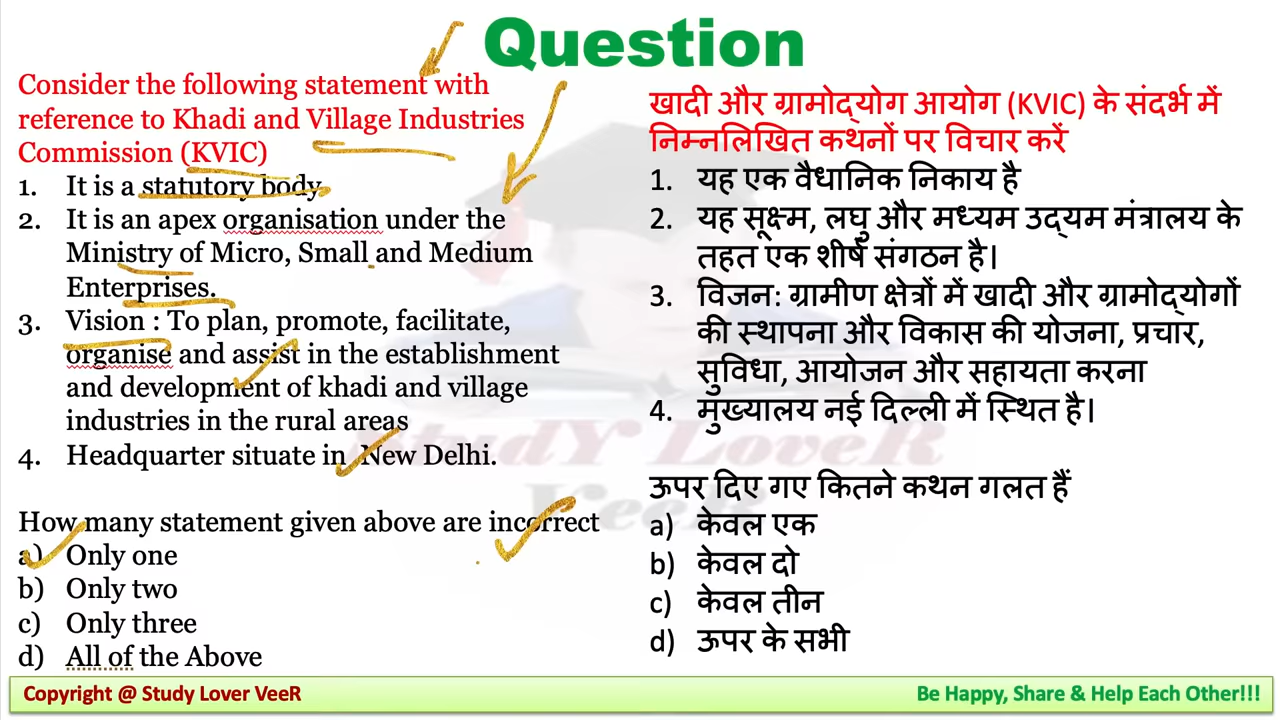 Question
Consider the following statement with
reference to Khadi and Village Industries
Commission (KVIC)
1. It is a statutory body.
2. It is an apex organisation under the
Ministry of Micro, Small and Medium
Enterprises.
3. Vision : To plan, promote, facilitate,
organise and assist in the establishment
and development of khadi and village
industries in the rural areas
4. Headquarter situate in New Delhi.
How many statement given above are incorrect
a) Only one
b) Only two
c) Only three
d) All of the Above
खादी और ग्रामोद्योग आयोग (KVIC) के संदर्भ में
निम्नलिखित कथनों पर विचार करें
1. यह एक वैधानिक निकाय है
2. यह सूक्ष्म, लघु और मध्यम उद्यम मंत्रालय के
तहत एक शीर्ष संगठन है।
3. विजन: ग्रामीण क्षेत्रों में खादी और ग्रामोद्योगों
की स्थापना और विकास की योजना, प्रचार,
सुविधा, आयोजन और सहायता करना
4. मुख्यालय नई दिल्ली में स्थित है।
ऊपर दिए गए कितने कथन गलत हैं
a) केवल एक
b) केवल दो
c) केवल तीन
d) ऊपर के सभी
StudY LoveR
VeeR
Copyright @ Study Lover VeeR
Be Happy, Share & Help Each Other!!!